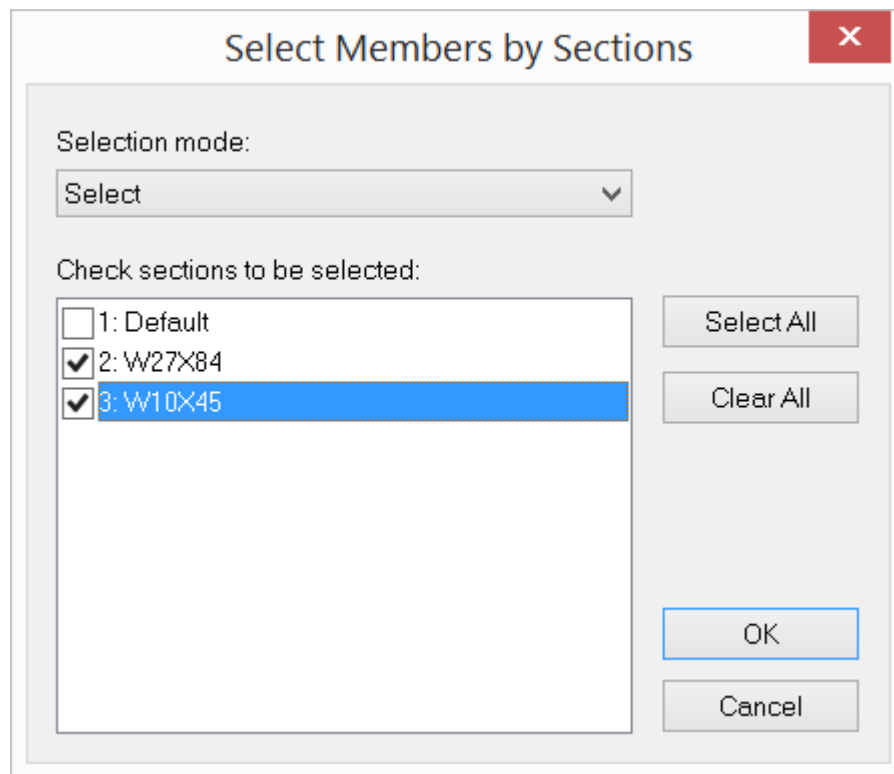 Select Members by Sections
Selection mode:
Select
Check sections to be selected:
1: Default
2: W27X84
3: W10X45
Select All
Clear All
OK
Cancel